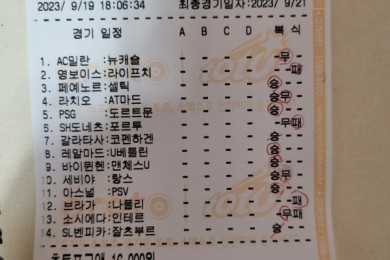 2023/ 9/19 18:06:34 최종경기일자:2023/ 9/21
경기 일정 A B C D 복 식
1. AC밀란 :뉴캐슬 - - - - 무
2. 영보이스:라이프치 - - - - 패
3. 페예노르:셀틱 - - - - 승
4. 라치오 :AT마드 - - - - 승무
5. PSG :도르트문 - - - - 승
6. SH도네츠:포르투 - - - - 패
7. 갈라타사:코펜하겐 - - - - 승
8. 레알마드:U베를린 - - - - 승
9. 바이뮌헨:맨체스U - - - - 승
10. 세비야 :랑스 - - - - 승무
11. 아스널 :PSV - - - - 승
2. 브라가 :나폴리 - - - - 패
3. 소시에다:인테르 - - - - 무패
4. SL벤피카:잘츠부르 - - - - 승